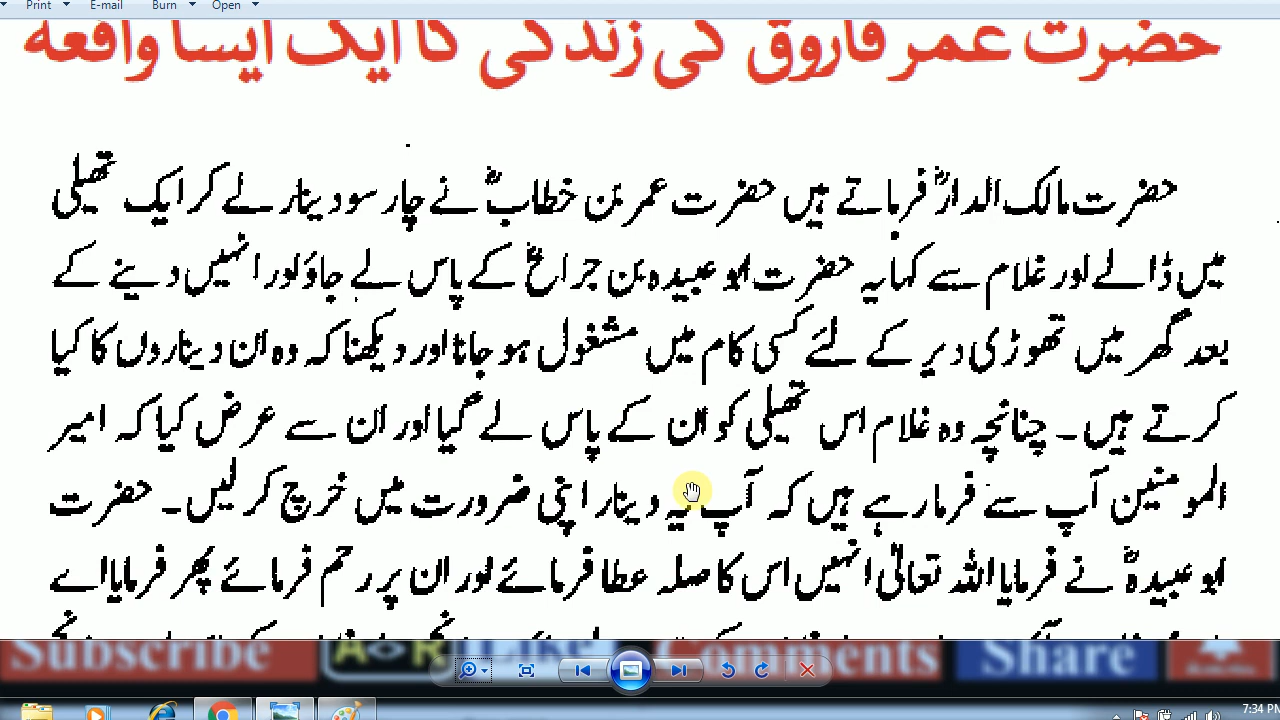 Print E-mail Burn Open
حضرت عمر فاروق کی زندگی کا ایک ایسا واقعہ
حضرت مالک الدارؓ فرماتے ہیں حضرت عمر بن خطابؓ نے چار سو دینار لے کر ایک تھیلی
میں ڈالے اور غلام سے کہا یہ حضرت ابو عبیدہ بن جراحؓ کے پاس لے جاؤ اور انہیں دینے کے
بعد گھر میں تھوڑی دیر کے لئے کسی کام میں مشغول ہو جانا اور دیکھنا کہ وہ ان دیناروں کا کیا
کرتے ہیں۔ چنانچہ وہ غلام اس تھیلی کو ان کے پاس لے گیا اور ان سے عرض کیا کہ امیر
المومنین آپ سے فرما رہے ہیں کہ آپ یہ دینار اپنی ضرورت میں خرچ کر لیں۔ حضرت
ابو عبیدہؓ نے فرمایا اللہ تعالیٰ انہیں اس کا صلہ عطا فرمائے اور ان پر رحم فرمائے پھر فرمایا اے
Subscribe Like Comments Share
7:34 PM